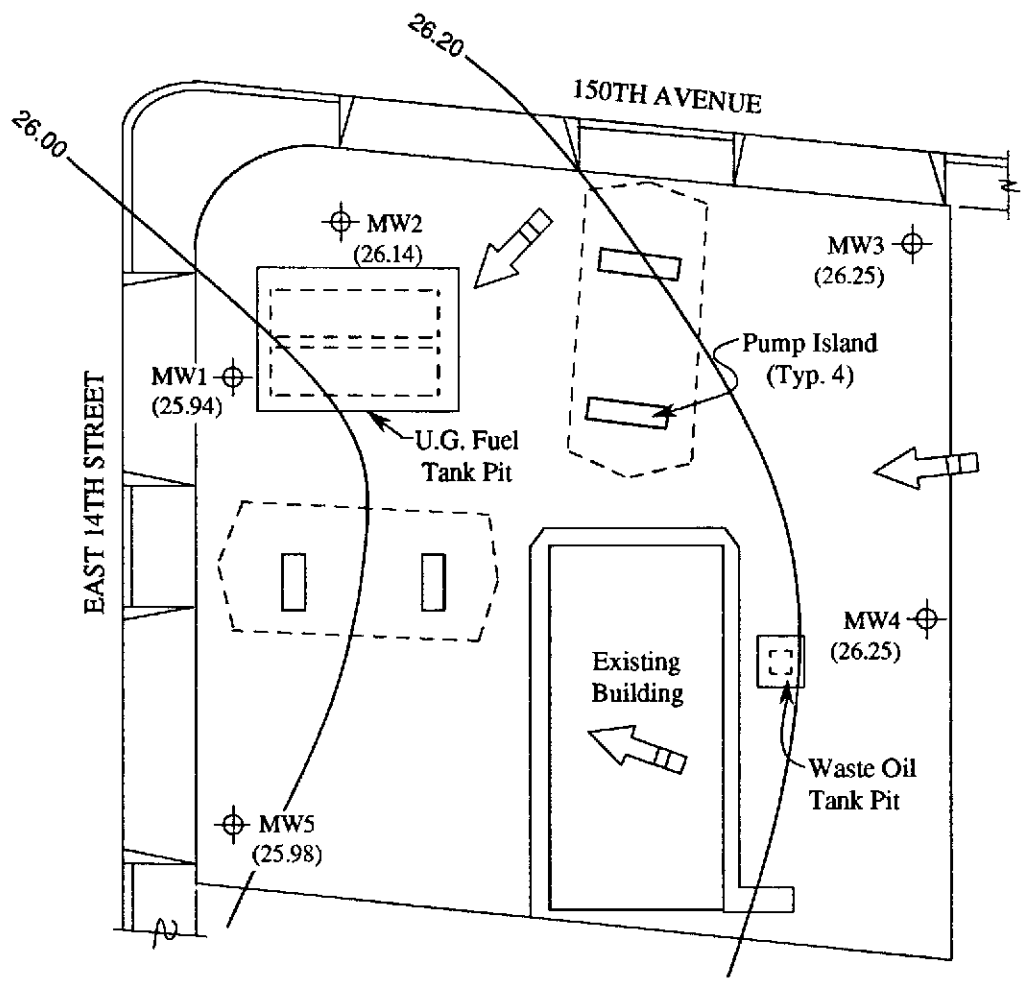 26.20
150TH AVENUE
26.00
MW2
(26.14)
MW3
(26.25)
Pump Island
(Typ. 4)
MW1
(25.94)
U.G. Fuel
Tank Pit
EAST 14TH STREET
MW4
(26.25)
Existing
Building
Waste Oil
Tank Pit
MW5
(25.98)